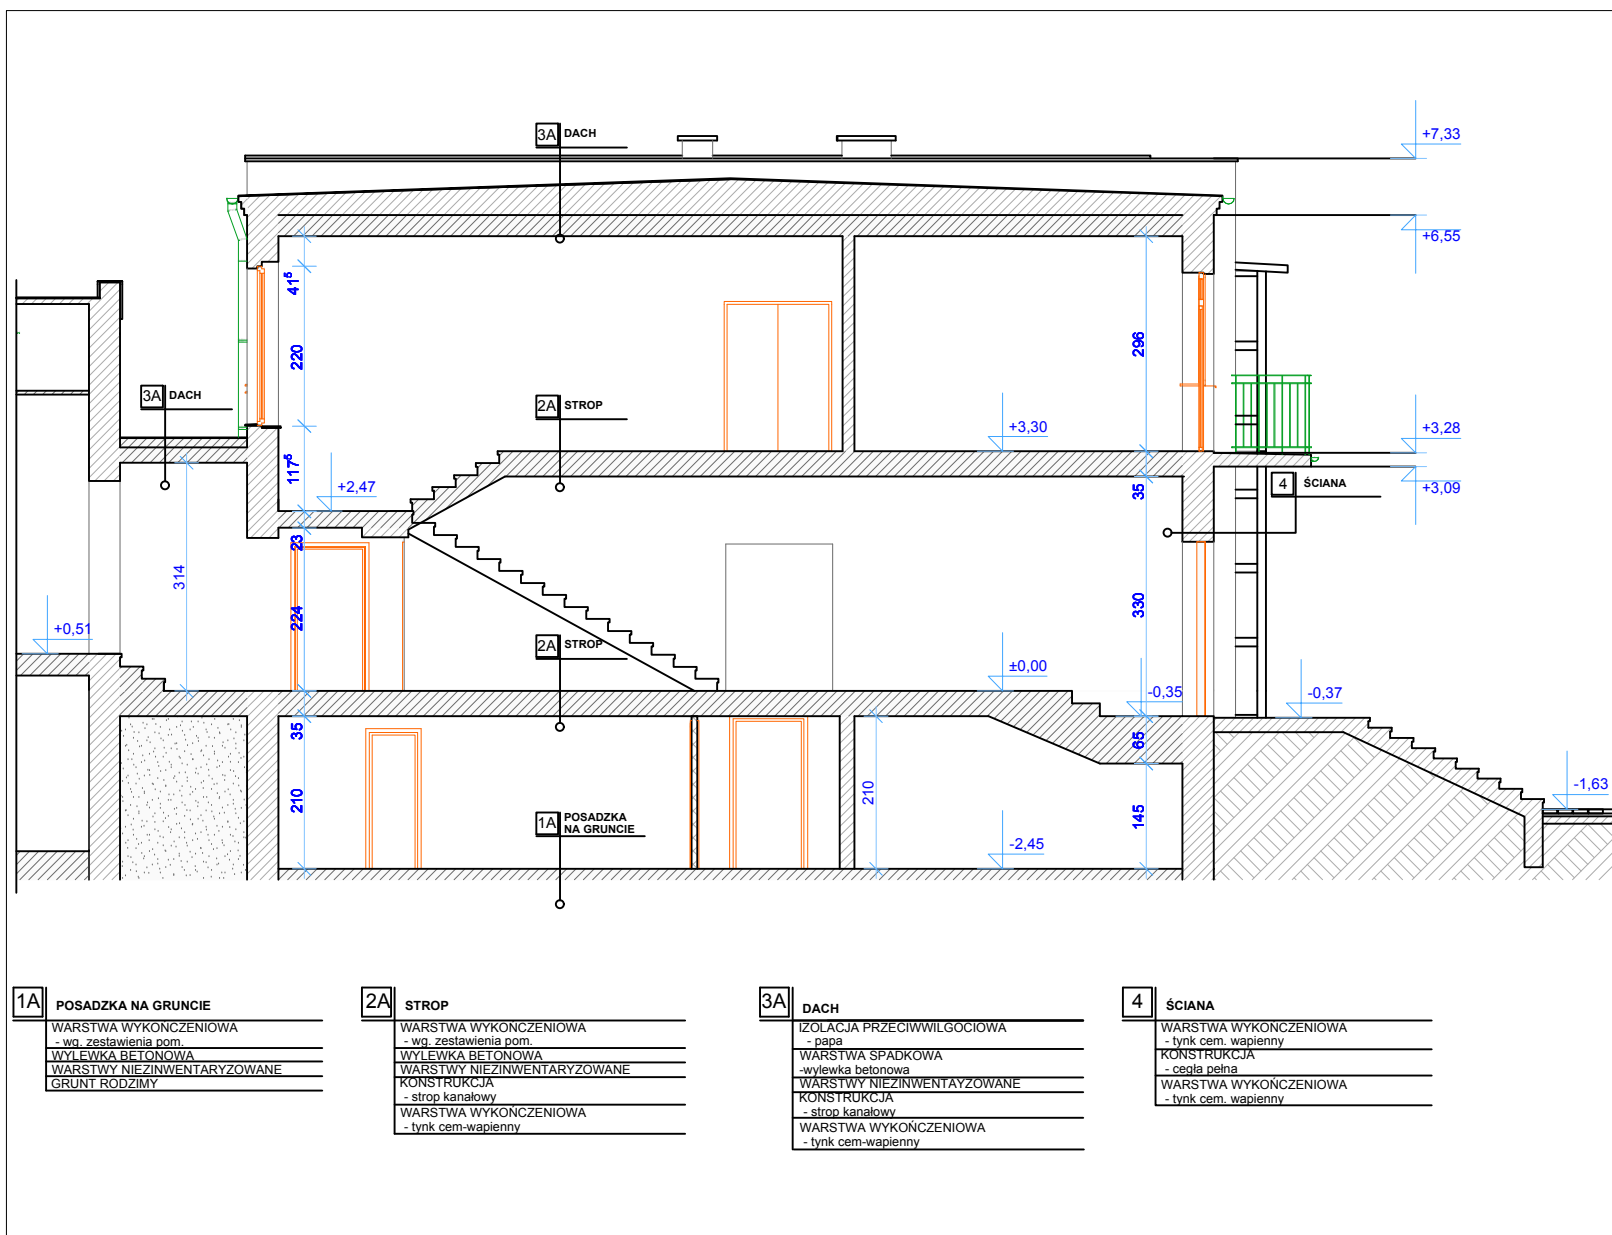 3A DACH
+7,33
+6,55
41⁵
220
296
3A DACH
2A STROP
+3,30
+3,28
117⁵
+2,47
35
4 ŚCIANA
+3,09
23
314
224
330
+0,51
2A STROP
±0,00
-0,35
-0,37
35
65
210
210
145
-1,63
1A POSADZKA
NA GRUNCIE
-2,45
1A POSADZKA NA GRUNCIE
WARSTWA WYKOŃCZENIOWA
- wg. zestawienia pom.
WYLEWKA BETONOWA
WARSTWY NIEZINWENTARYZOWANE
GRUNT RODZIMY
2A STROP
WARSTWA WYKOŃCZENIOWA
- wg. zestawienia pom.
WYLEWKA BETONOWA
WARSTWY NIEZINWENTARYZOWANE
KONSTRUKCJA
- strop kanałowy
WARSTWA WYKOŃCZENIOWA
- tynk cem-wapienny
3A DACH
IZOLACJA PRZECIWWILGOCIOWA
- papa
WARSTWA SPADKOWA
-wylewka betonowa
WARSTWY NIEZINWENTAYZOWANE
KONSTRUKCJA
- strop kanałowy
WARSTWA WYKOŃCZENIOWA
- tynk cem-wapienny
4 ŚCIANA
WARSTWA WYKOŃCZENIOWA
- tynk cem. wapienny
KONSTRUKCJA
- cegła pełna
WARSTWA WYKOŃCZENIOWA
- tynk cem. wapienny